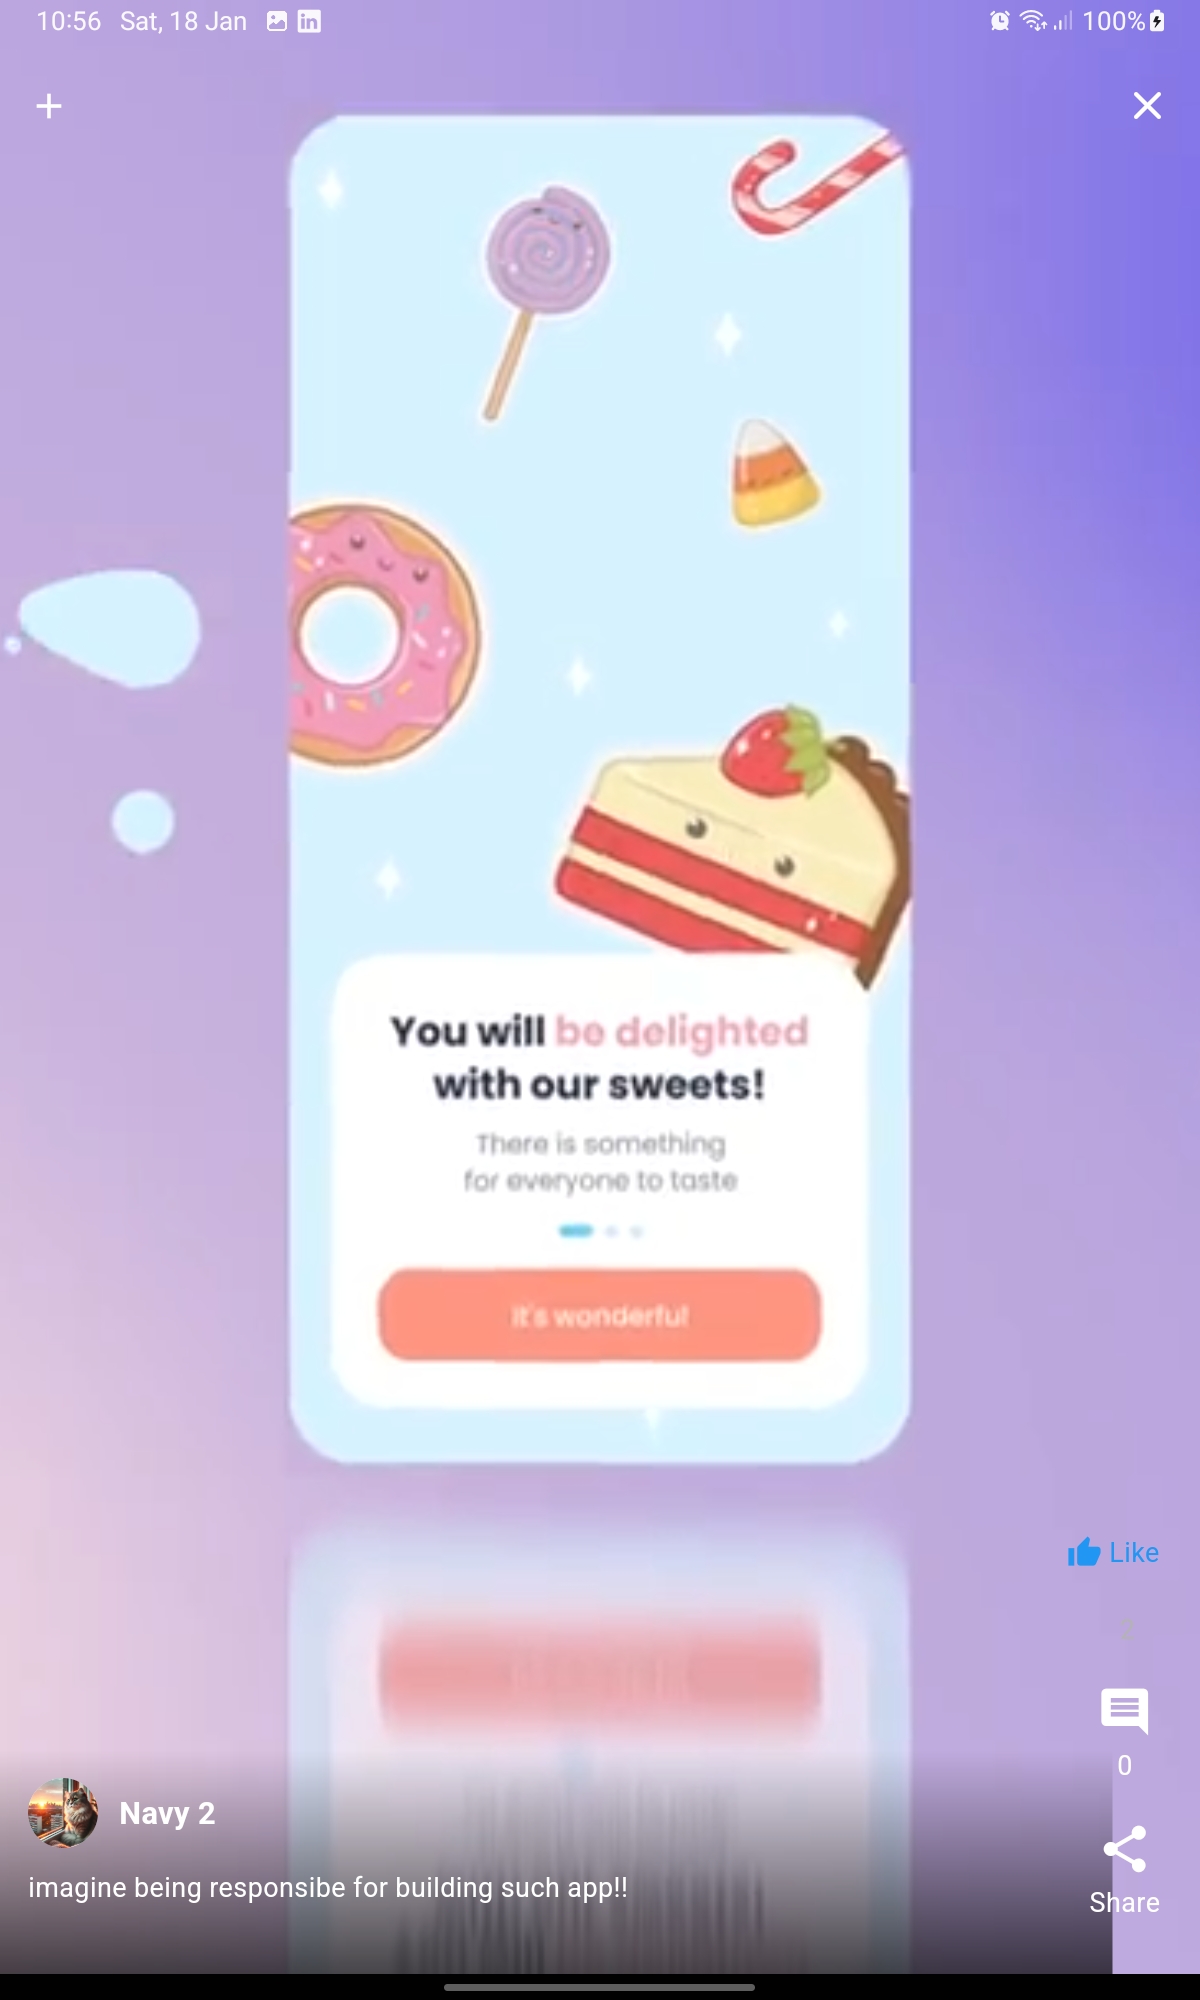 10:56 Sat, 18 Jan
100%
You will be delighted
with our sweets!
There is something
for everyone to taste
It's wonderful
Like
2
0
Navy 2
imagine being responsibe for building such app!!
Share